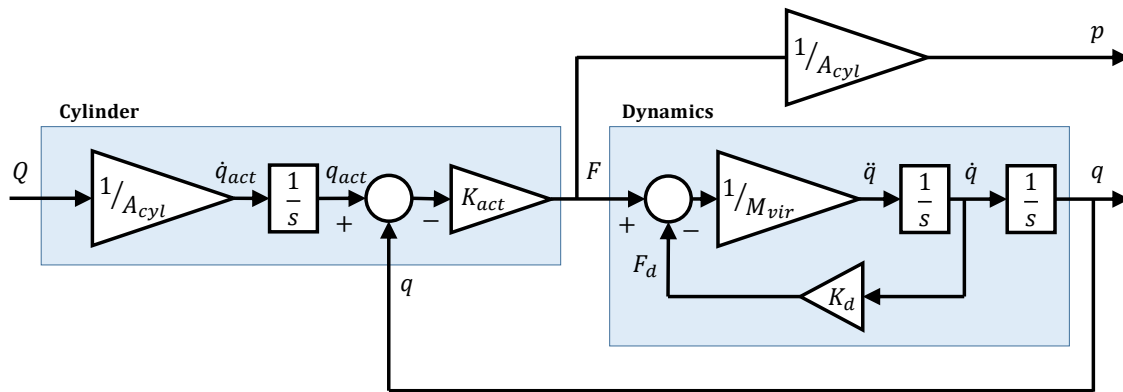 p
1/A_cyl
Cylinder
Dynamics
Q
1/A_cyl
q̇_act
1/s
q_act
+
−
K_act
F
+
−
1/M_vir
q̈
1/s
q̇
1/s
q
q
F_d
K_d